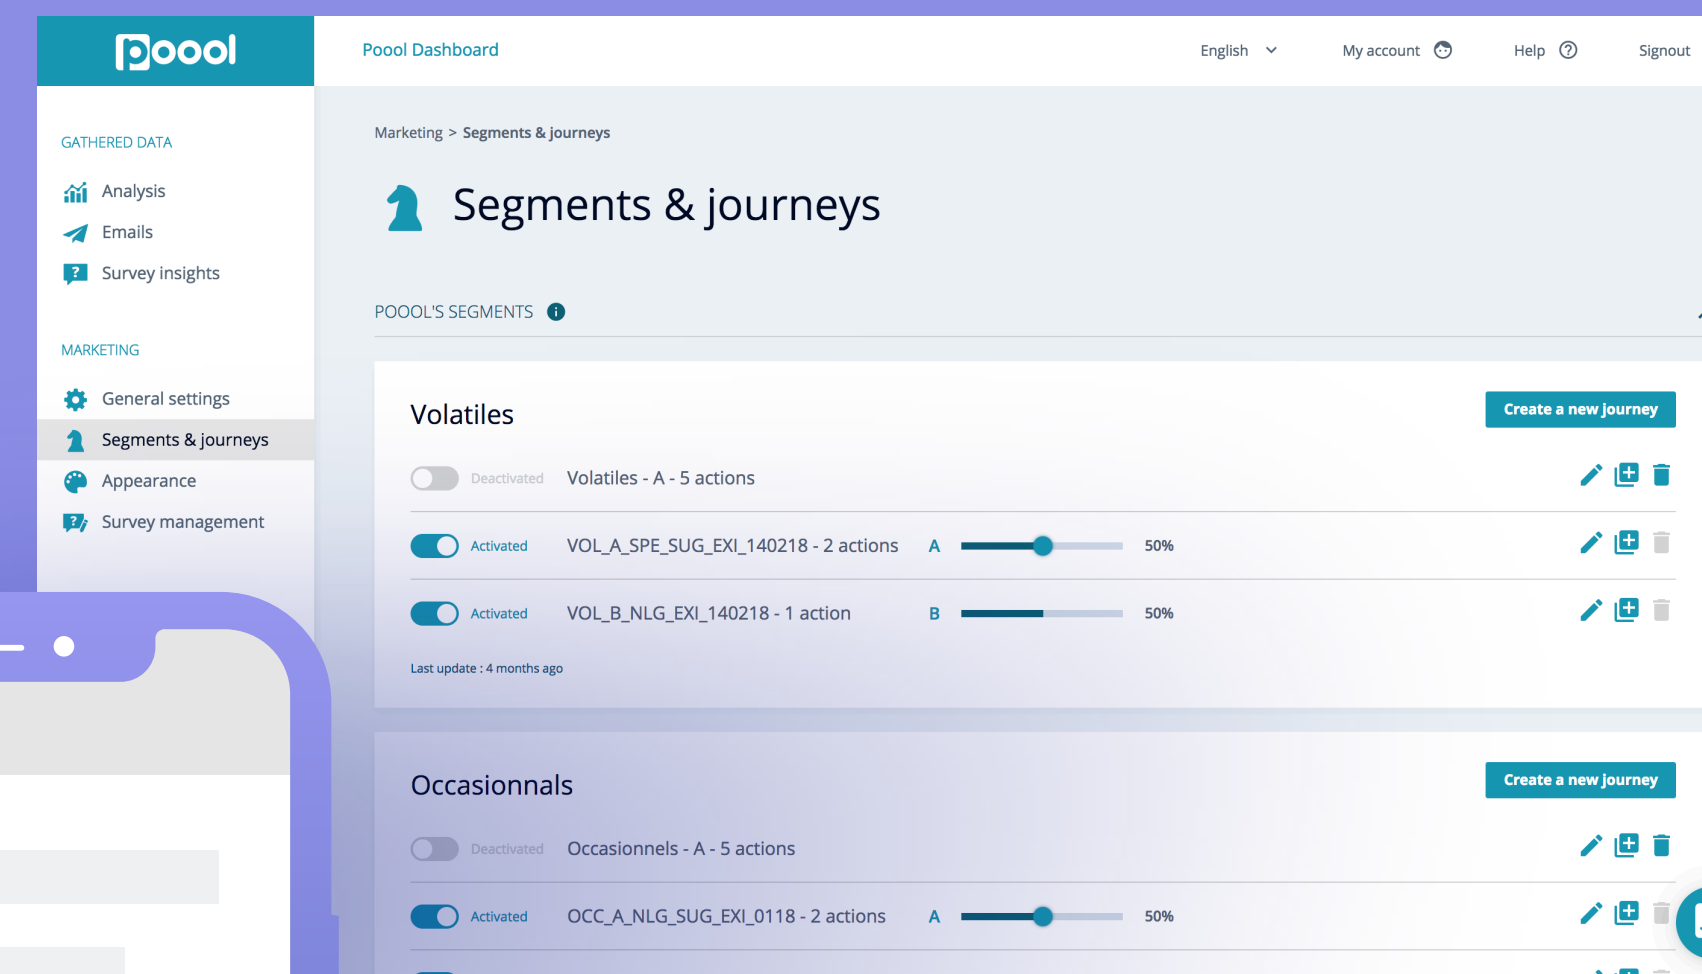 poool
Poool Dashboard
English
My account
Help
Signout
GATHERED DATA
Analysis
Emails
Survey insights
MARKETING
General settings
Segments & journeys
Appearance
Survey management
Marketing > Segments & journeys
Segments & journeys
POOOL'S SEGMENTS
Volatiles
Create a new journey
Deactivated Volatiles - A - 5 actions
Activated VOL_A_SPE_SUG_EXI_140218 - 2 actions A 50%
Activated VOL_B_NLG_EXI_140218 - 1 action B 50%
Last update : 4 months ago
Occasionnals
Create a new journey
Deactivated Occasionnels - A - 5 actions
Activated OCC_A_NLG_SUG_EXI_0118 - 2 actions A 50%